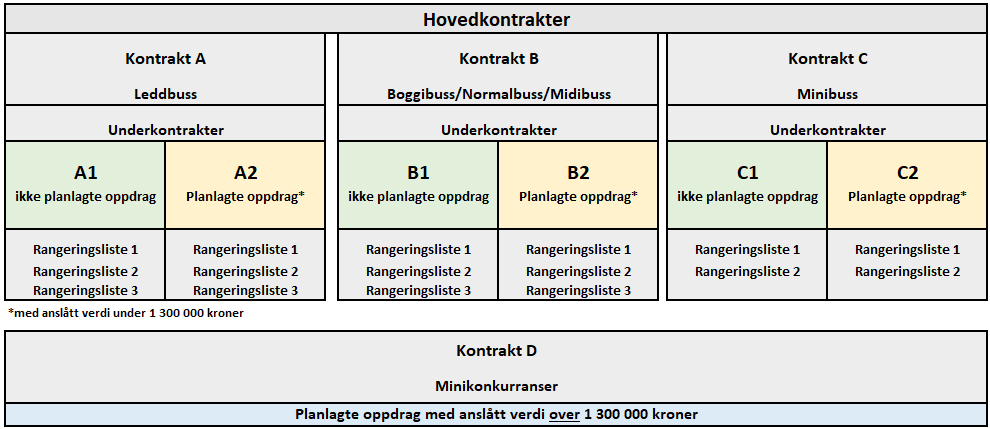 Hovedkontrakter
Kontrakt A
Leddbuss
Underkontrakter
A1
ikke planlagte oppdrag
A2
Planlagte oppdrag*
Rangeringsliste 1
Rangeringsliste 2
Rangeringsliste 3
Rangeringsliste 1
Rangeringsliste 2
Rangeringsliste 3
Kontrakt B
Boggibuss/Normalbuss/Midibuss
Underkontrakter
B1
ikke planlagte oppdrag
B2
Planlagte oppdrag*
Rangeringsliste 1
Rangeringsliste 2
Rangeringsliste 3
Rangeringsliste 1
Rangeringsliste 2
Rangeringsliste 3
Kontrakt C
Minibuss
Underkontrakter
C1
ikke planlagte oppdrag
C2
Planlagte oppdrag*
Rangeringsliste 1
Rangeringsliste 2
Rangeringsliste 1
Rangeringsliste 2
*med anslått verdi under 1 300 000 kroner
Kontrakt D
Minikonkurranser
Planlagte oppdrag med anslått verdi over 1 300 000 kroner